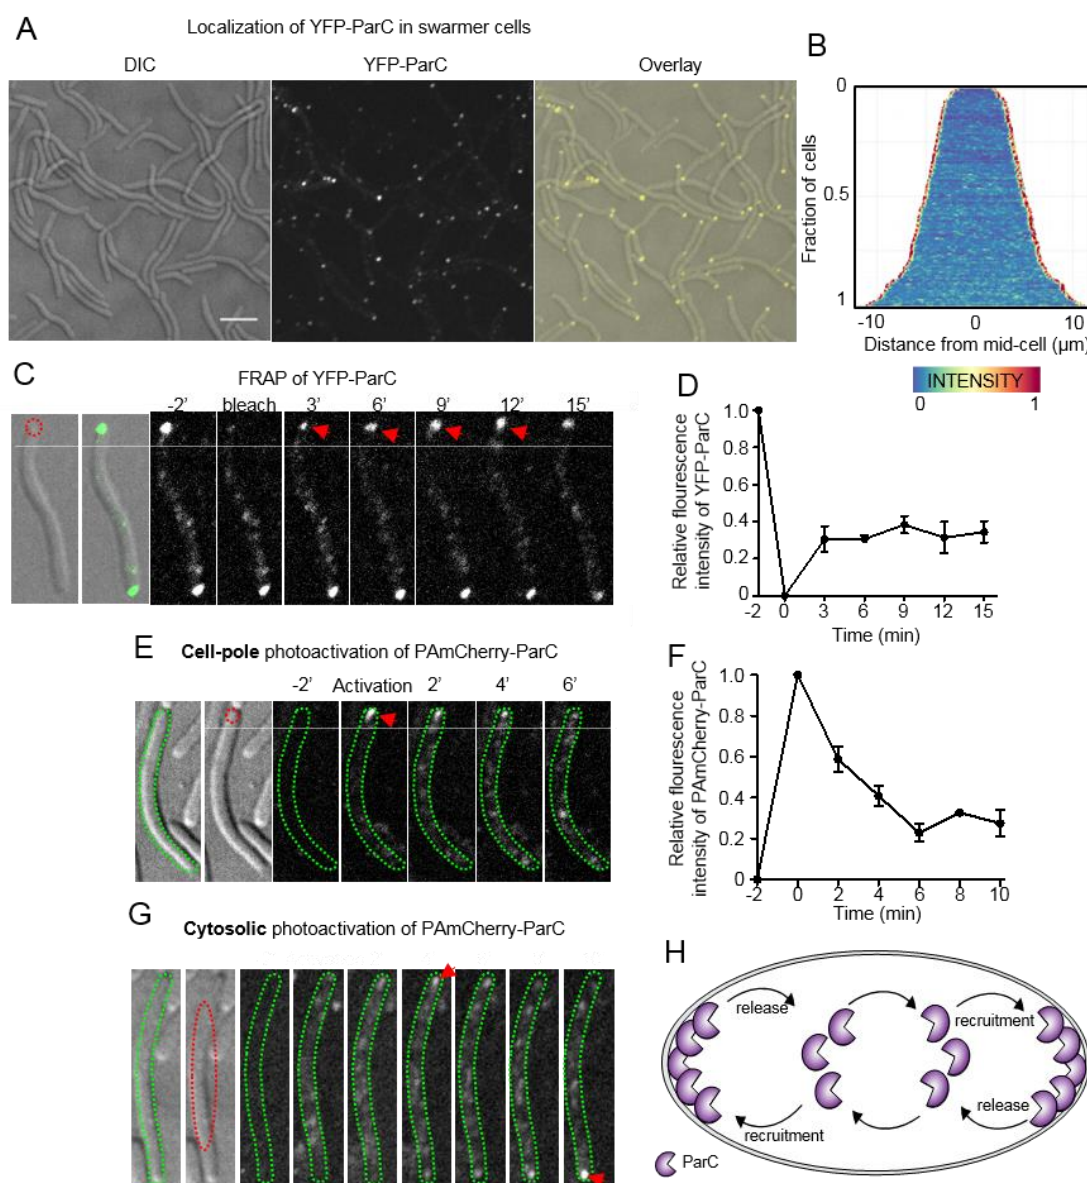 A
Localization of YFP-ParC in swarmer cells
DIC YFP-ParC Overlay
B
Fraction of cells
0
0.5
1
-10 0 10
Distance from mid-cell (µm)
INTENSITY
0 1
C
FRAP of YFP-ParC
-2' bleach 3' 6' 9' 12' 15'
D
Relative flourescence
intensity of YFP-ParC
1.0
0.8
0.6
0.4
0.2
0
-2 0 3 6 9 12 15
Time (min)
E
Cell-pole photoactivation of PAmCherry-ParC
-2' Activation 2' 4' 6'
F
Relative flourescence
intensity of PAmCherry-ParC
1.0
0.8
0.6
0.4
0.2
0
-2 0 2 4 6 8 10
Time (min)
G
Cytosolic photoactivation of PAmCherry-ParC
H
release
recruitment
release
recruitment
ParC